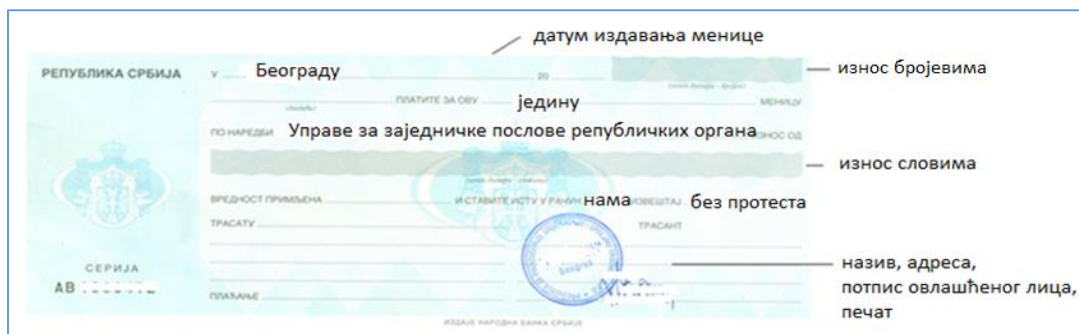 датум издавања менице
РЕПУБЛИКА СРБИЈА У Београду 20 износ бројевима
ПЛАТИТЕ ЗА ОВУ једину МЕНИЦУ
ПО НАРЕДБИ Управе за заједничке послове републичких органа ИЗНОС ОД
износ словима
ВРЕДНОСТ ПРИМЉЕНА И СТАВИТЕ ИСТУ У РАЧУН нама ИЗВЕШТАЈ без протеста
ТРАСАТУ ТРАСАНТ
Београд
СЕРИЈА назив, адреса,
АВ потпис овлашћеног лица,
ПЛАЋАЊЕ печат
ИЗДАЈЕ НАРОДНА БАНКА СРБИЈЕ